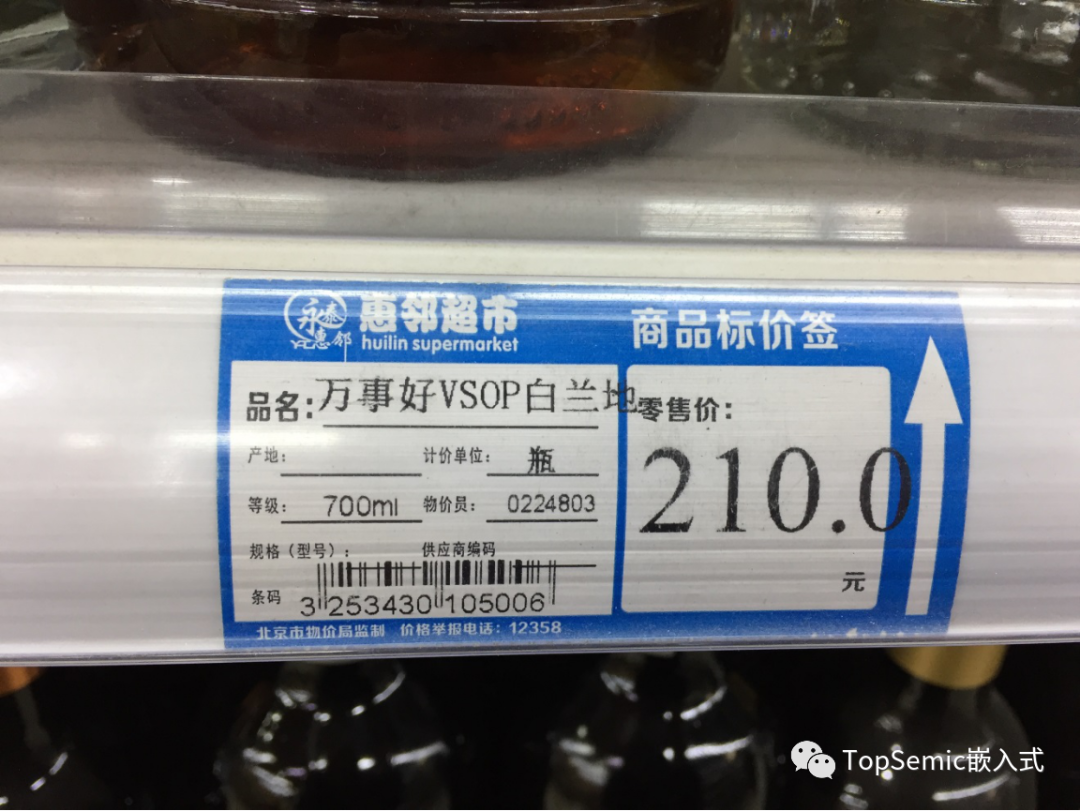 永泰惠邻
惠邻超市
huilin supermarket
商品标价签
品名：万事好VSOP白兰地
零售价：
产地：
计价单位： 瓶
210.0
等级： 700ml
物价员： 0224803
规格（型号）：
供应商编码
元
条码
3 253430 105006
北京市物价局监制 价格举报电话：12358
TopSemic嵌入式